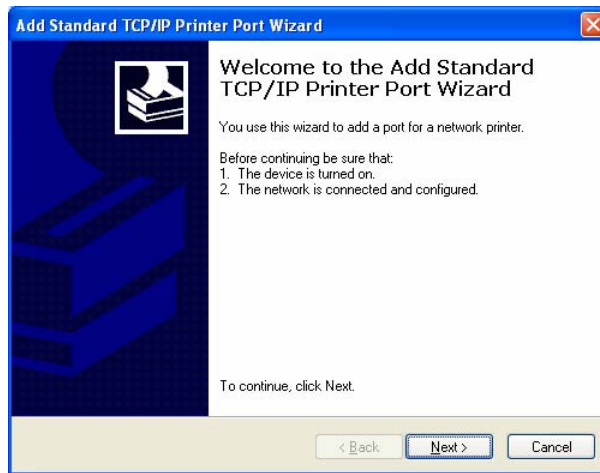 Add Standard TCP/IP Printer Port Wizard
Welcome to the Add Standard
TCP/IP Printer Port Wizard
You use this wizard to add a port for a network printer.
Before continuing be sure that:
1. The device is turned on.
2. The network is connected and configured.
To continue, click Next.
< Back
Next >
Cancel